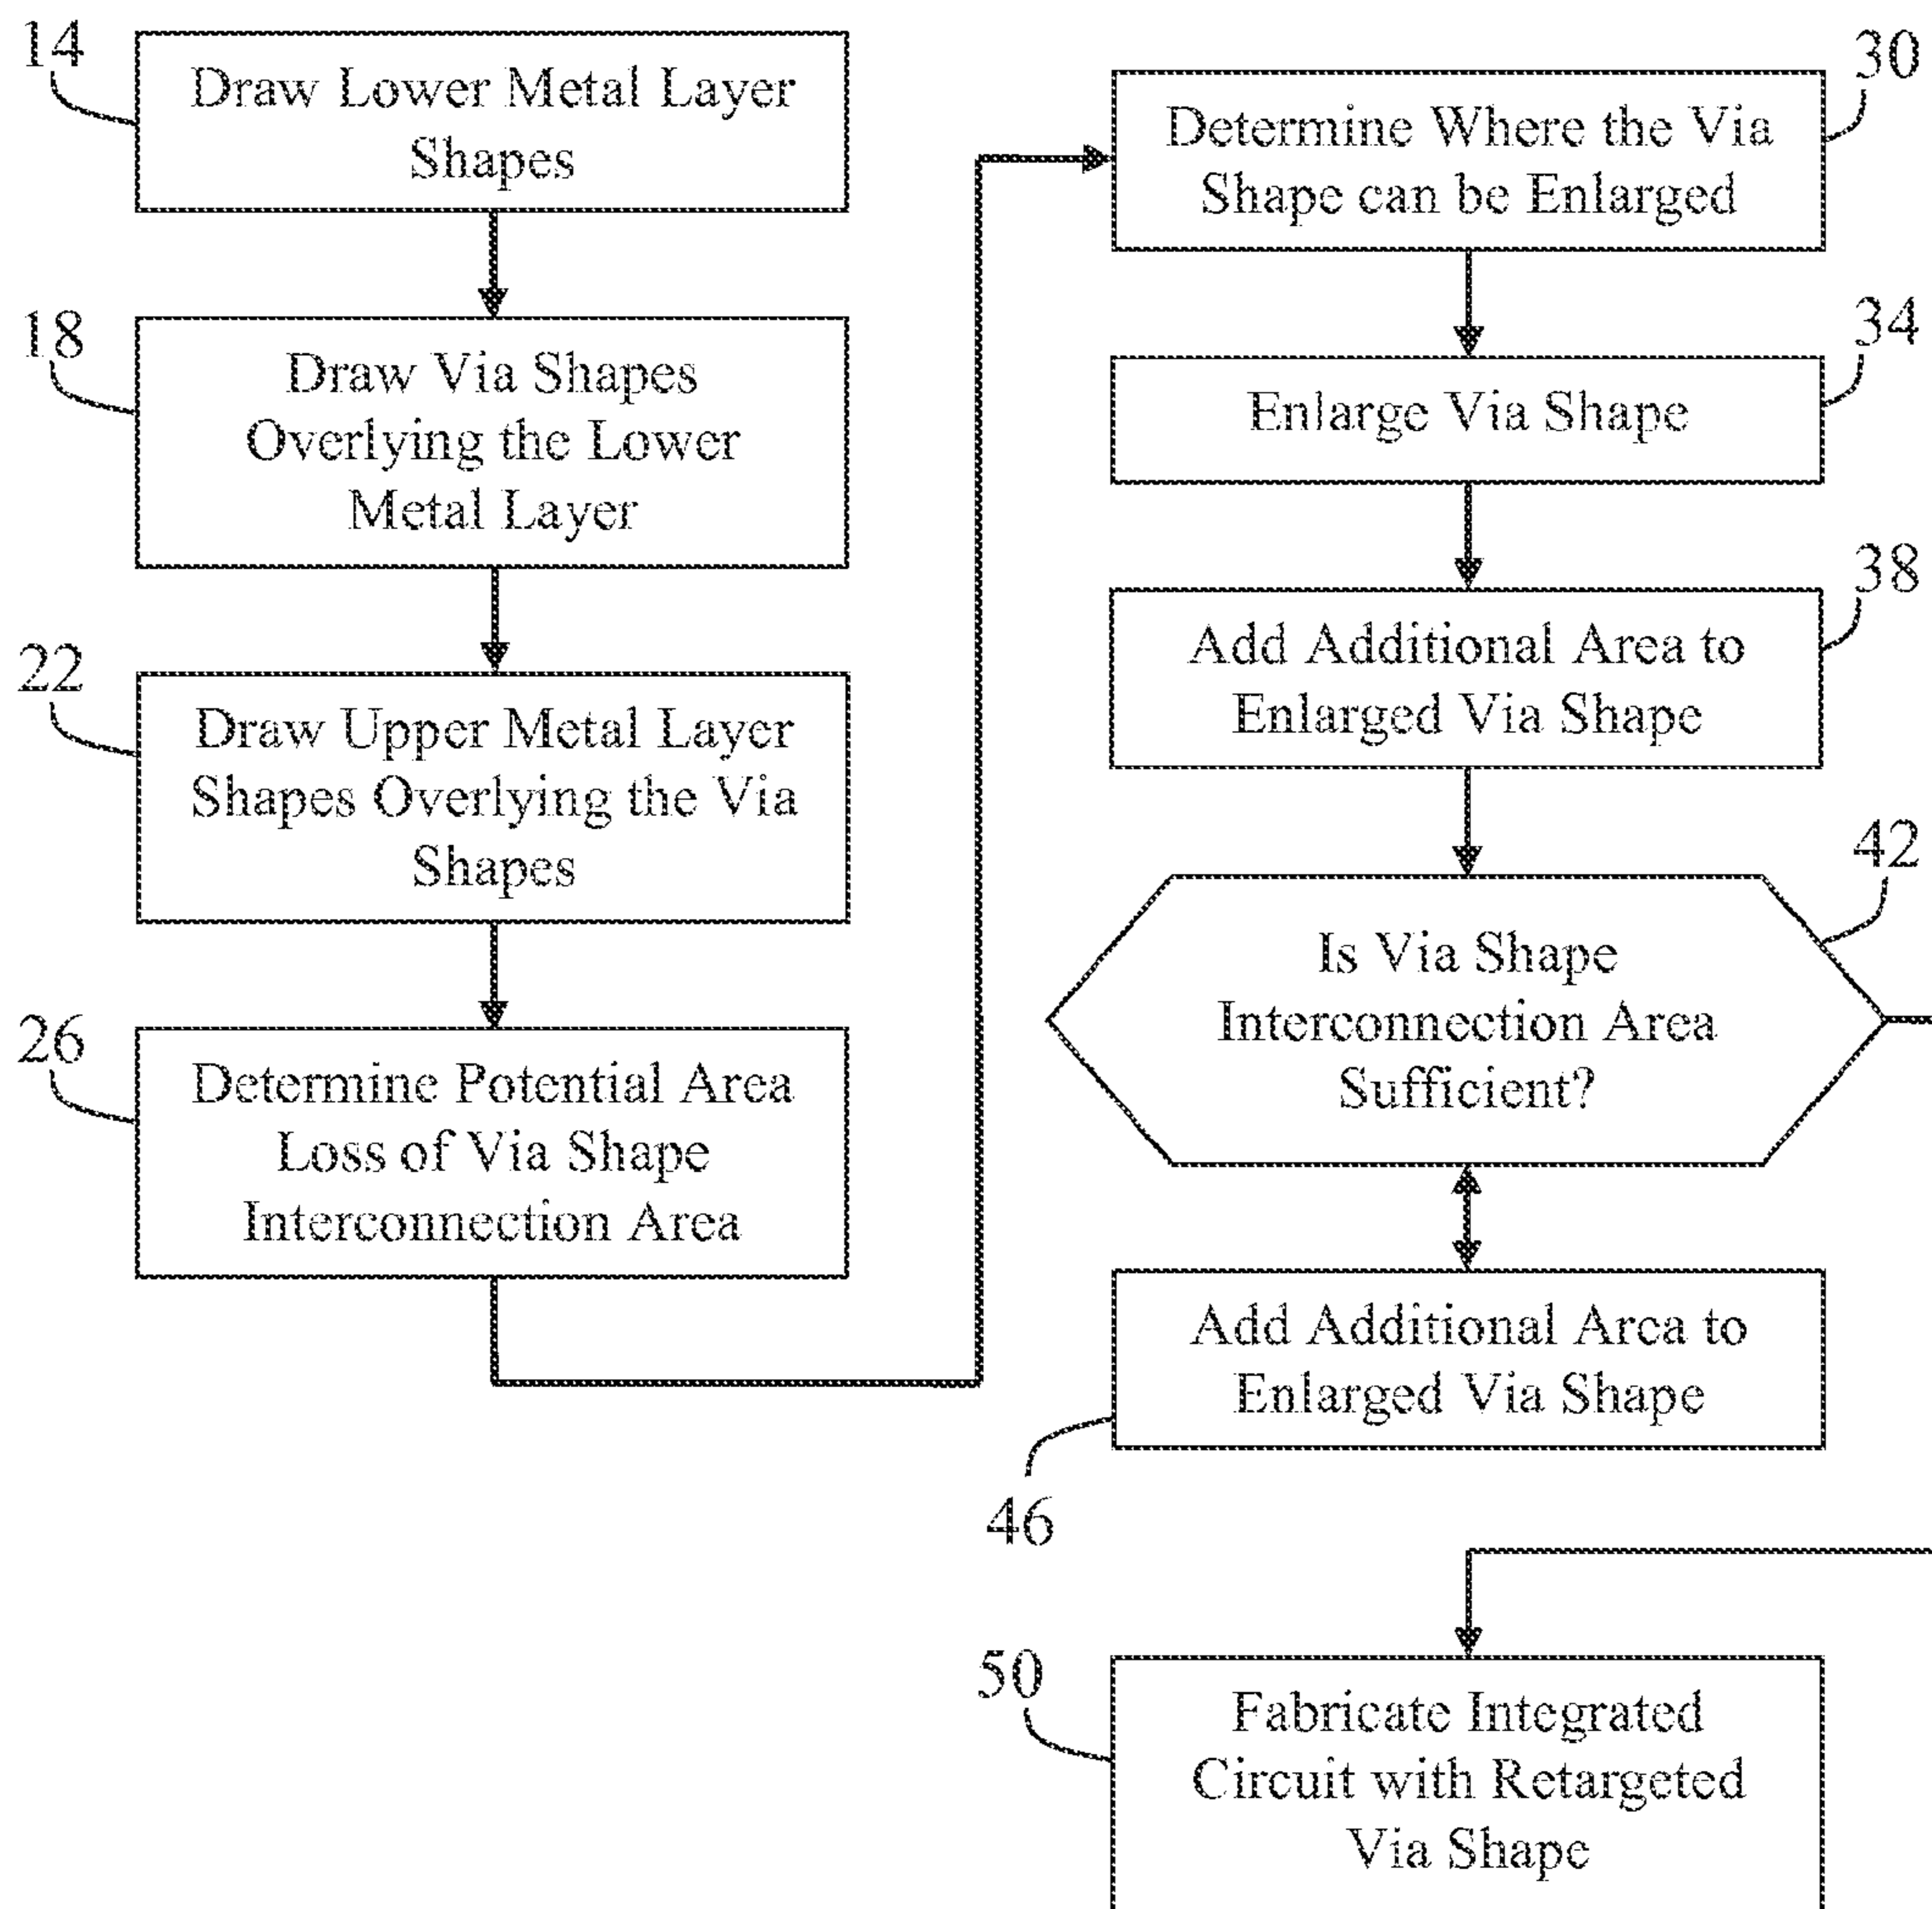 14
Draw Lower Metal Layer
Shapes
18
Draw Via Shapes
Overlying the Lower
Metal Layer
22
Draw Upper Metal Layer
Shapes Overlying the Via
Shapes
26
Determine Potential Area
Loss of Via Shape
Interconnection Area
30
Determine Where the Via
Shape can be Enlarged
34
Enlarge Via Shape
38
Add Additional Area to
Enlarged Via Shape
42
Is Via Shape
Interconnection Area
Sufficient?
Add Additional Area to
Enlarged Via Shape
46
50
Fabricate Integrated
Circuit with Retargeted
Via Shape